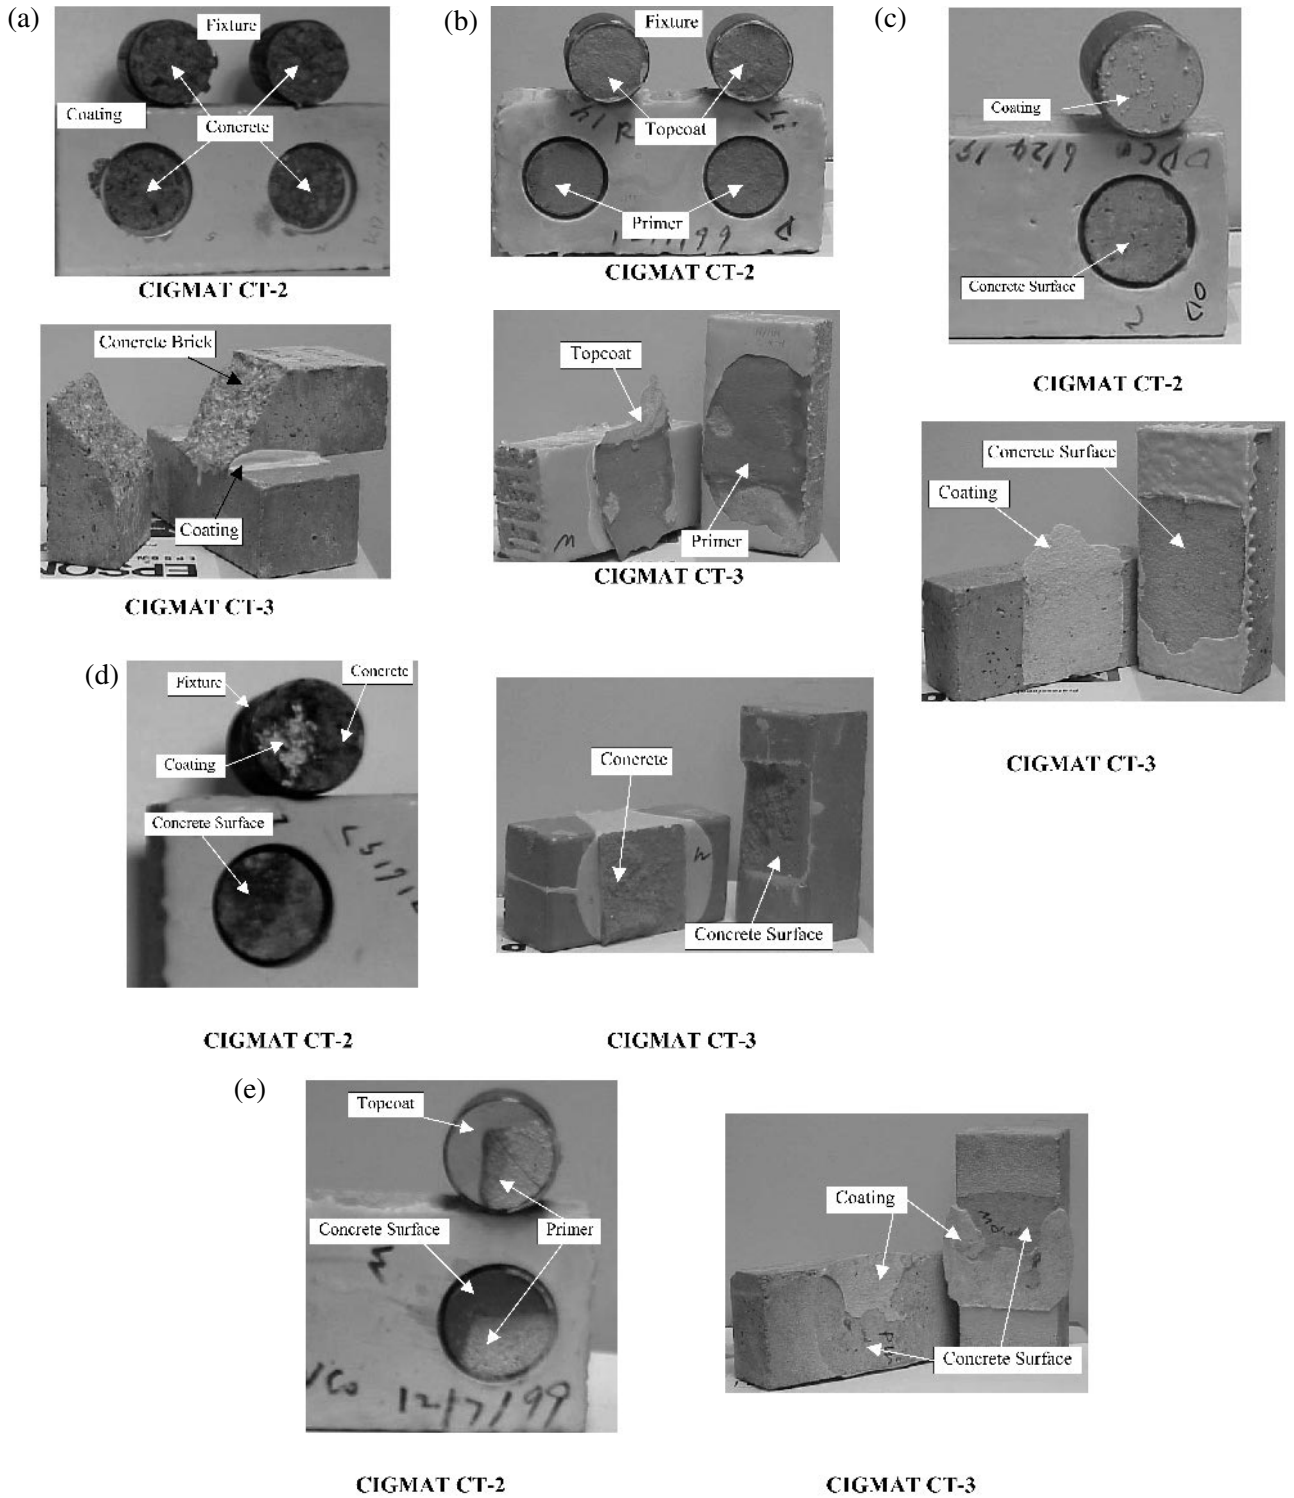 (a)
Fixture
Coating
Concrete
CIGMAT CT-2
Concrete Brick
Coating
EPSON
CIGMAT CT-3
(b)
Fixture
Topcoat
Primer
CIGMAT CT-2
Topcoat
Primer
CIGMAT CT-3
(c)
Coating
Concrete Surface
CIGMAT CT-2
Concrete Surface
Coating
CIGMAT CT-3
(d)
Fixture
Concrete
Coating
Concrete Surface
CIGMAT CT-2
Concrete
Concrete Surface
CIGMAT CT-3
(e)
Topcoat
Concrete Surface
Primer
12/7/99
CIGMAT CT-2
Coating
Concrete Surface
CIGMAT CT-3